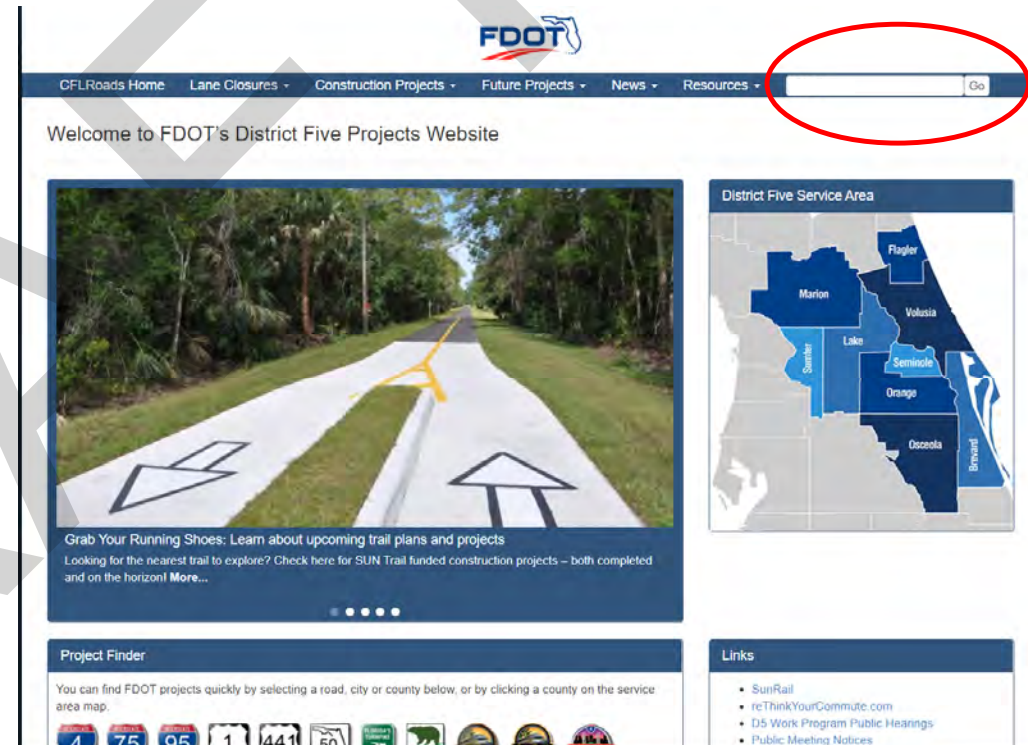 FDOT
CFLRoads Home Lane Closures Construction Projects Future Projects News Resources Go
Welcome to FDOT's District Five Projects Website
Grab Your Running Shoes: Learn about upcoming trail plans and projects
Looking for the nearest trail to explore? Check here for SUN Trail funded construction projects – both completed
and on the horizon! More...
District Five Service Area
Flagler
Marion
Volusia
Lake
Sumter
Seminole
Orange
Osceola
Brevard
Project Finder
You can find FDOT projects quickly by selecting a road, city or county below, or by clicking a county on the service
area map.
4 75 95 1 441 50
Links
SunRail
reThinkYourCommute.com
D5 Work Program Public Hearings
Public Meeting Notices